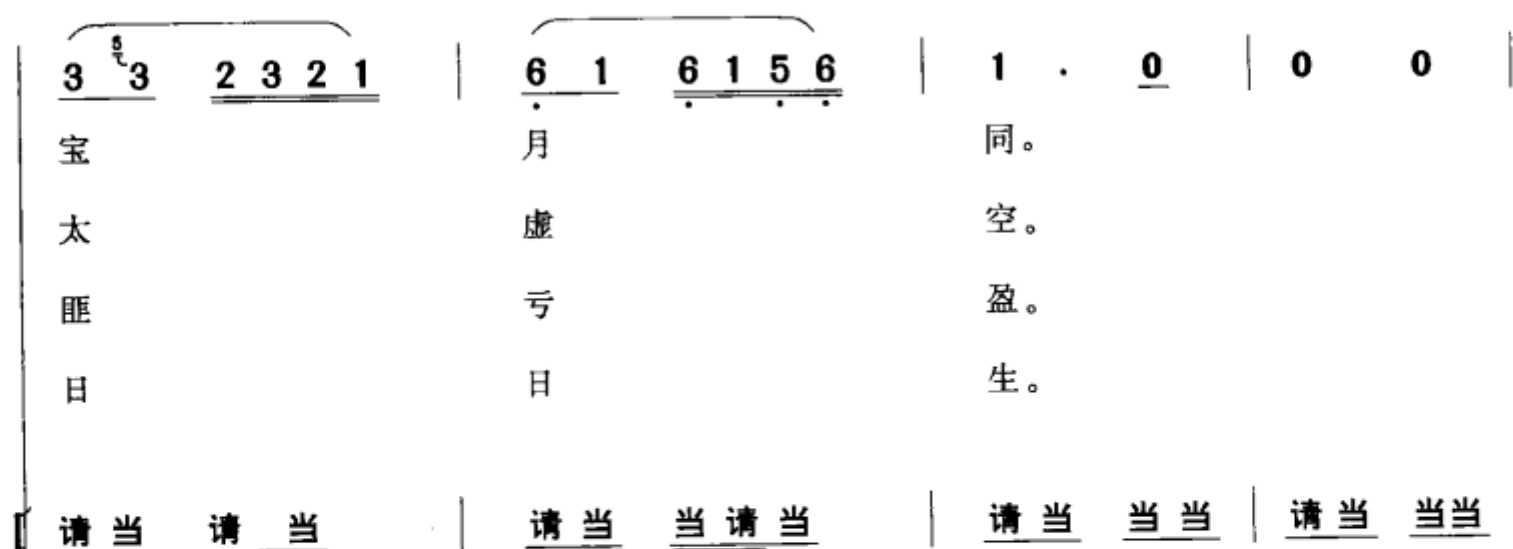 3 5 3 2 3 2 1 | 6 1 6 1 5 6 | 1 · 0 | 0 0 |
宝 月 同。
太 虚 空。
匪 亏 盈。
日 日 生。
请 当 请 当 | 请 当 当 请 当 | 请 当 当 当 | 请 当 当 当